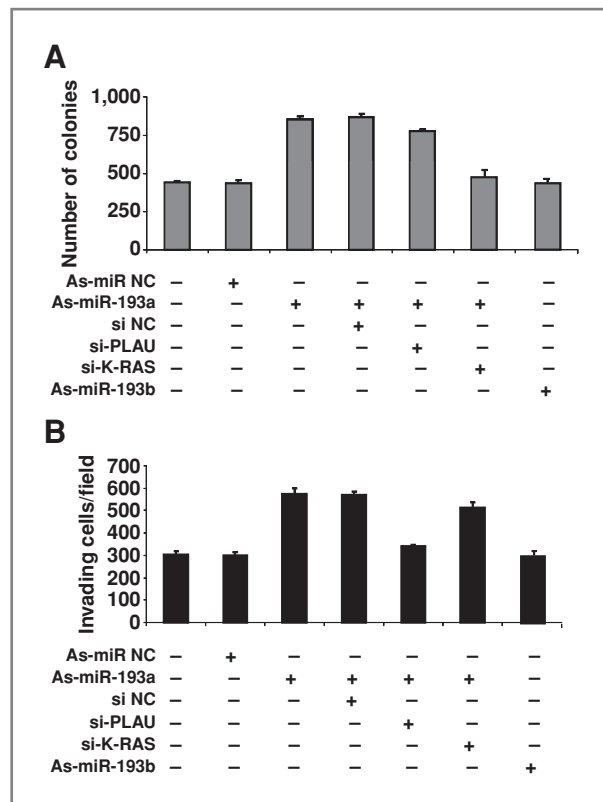 A
Number of colonies
1,000
750
500
250
0
As-miR NC – + – – – – –
As-miR-193a – – + + + + –
si NC – – – + – – –
si-PLAU – – – – + – –
si-K-RAS – – – – – + –
As-miR-193b – – – – – – +
B
Invading cells/field
700
600
500
400
300
200
100
0
As-miR NC – + – – – – –
As-miR-193a – – + + + + –
si NC – – – + – – –
si-PLAU – – – – + – –
si-K-RAS – – – – – + –
As-miR-193b – – – – – – +